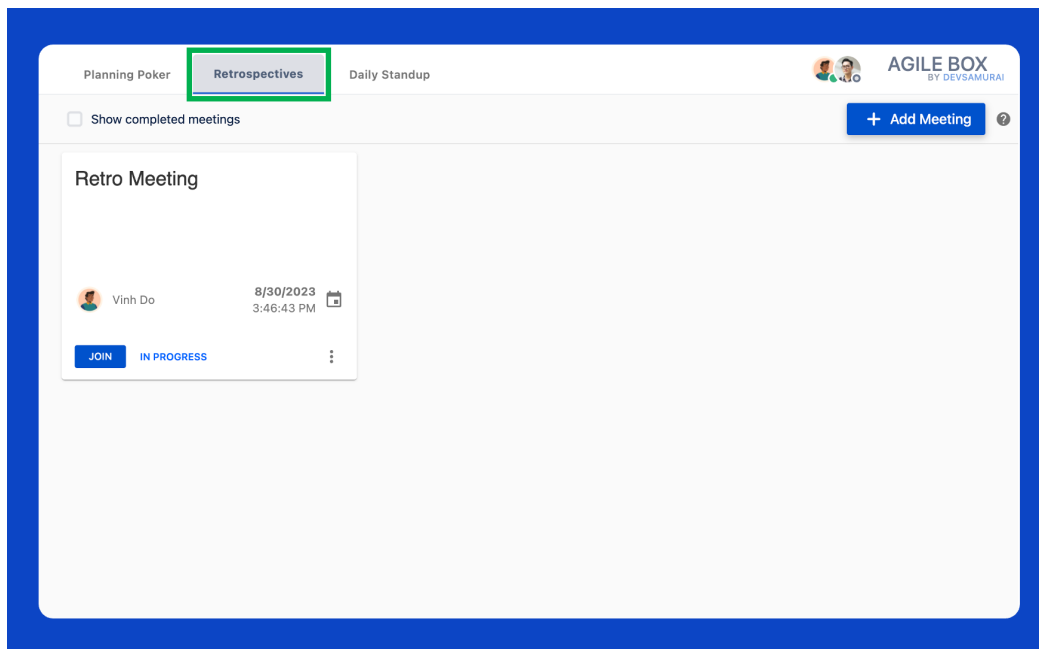 Planning Poker
Retrospectives
Daily Standup
AGILE BOX
BY DEVSAMURAI
Show completed meetings
+ Add Meeting
?
Retro Meeting
Vinh Do
8/30/2023
3:46:43 PM
JOIN
IN PROGRESS